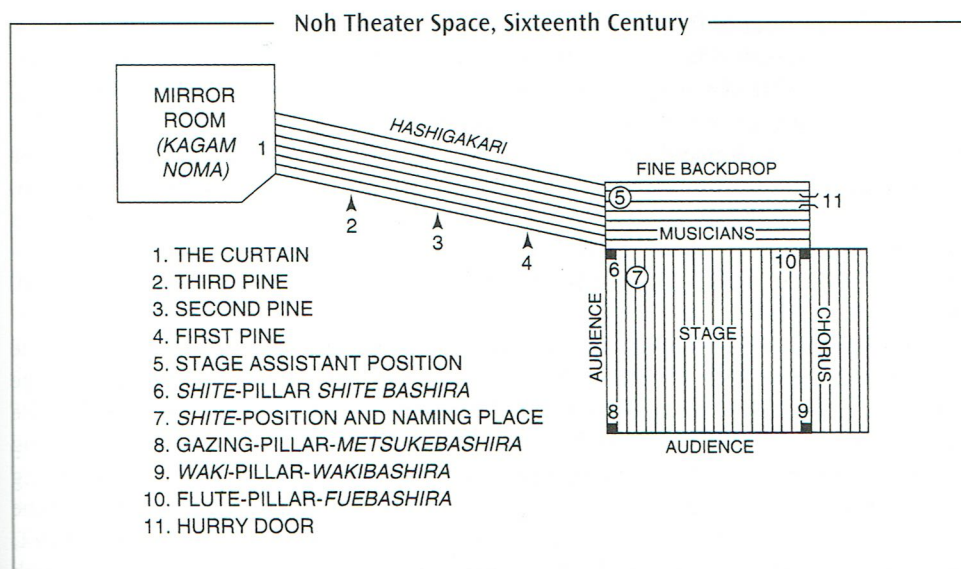 Noh Theater Space, Sixteenth Century
MIRROR
ROOM
(KAGAM
NOMA)
1
HASHIGAKARI
FINE BACKDROP
5
11
2
3
4
MUSICIANS
6
7
10
AUDIENCE
STAGE
CHORUS
8
9
AUDIENCE
1. THE CURTAIN
2. THIRD PINE
3. SECOND PINE
4. FIRST PINE
5. STAGE ASSISTANT POSITION
6. SHITE-PILLAR SHITE BASHIRA
7. SHITE-POSITION AND NAMING PLACE
8. GAZING-PILLAR-METSUKEBASHIRA
9. WAKI-PILLAR-WAKIBASHIRA
10. FLUTE-PILLAR-FUEBASHIRA
11. HURRY DOOR